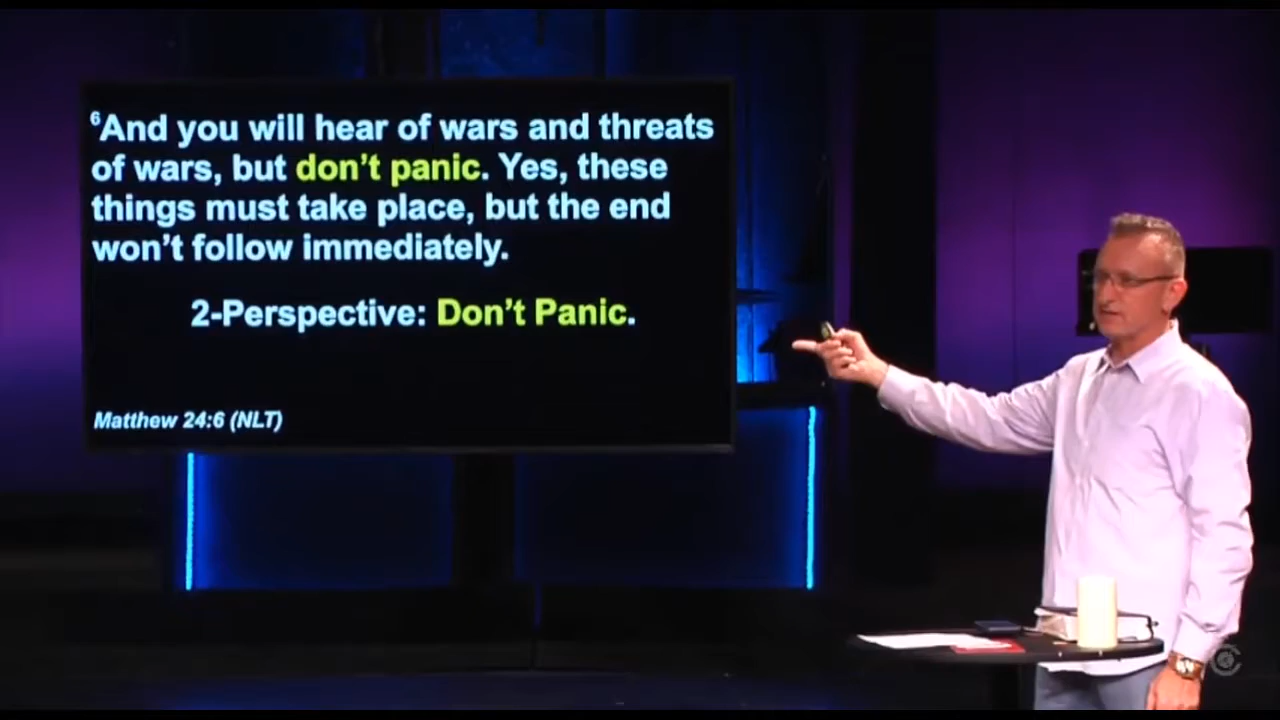 ⁶And you will hear of wars and threats
of wars, but don't panic. Yes, these
things must take place, but the end
won't follow immediately.
2-Perspective: Don't Panic.
Matthew 24:6 (NLT)